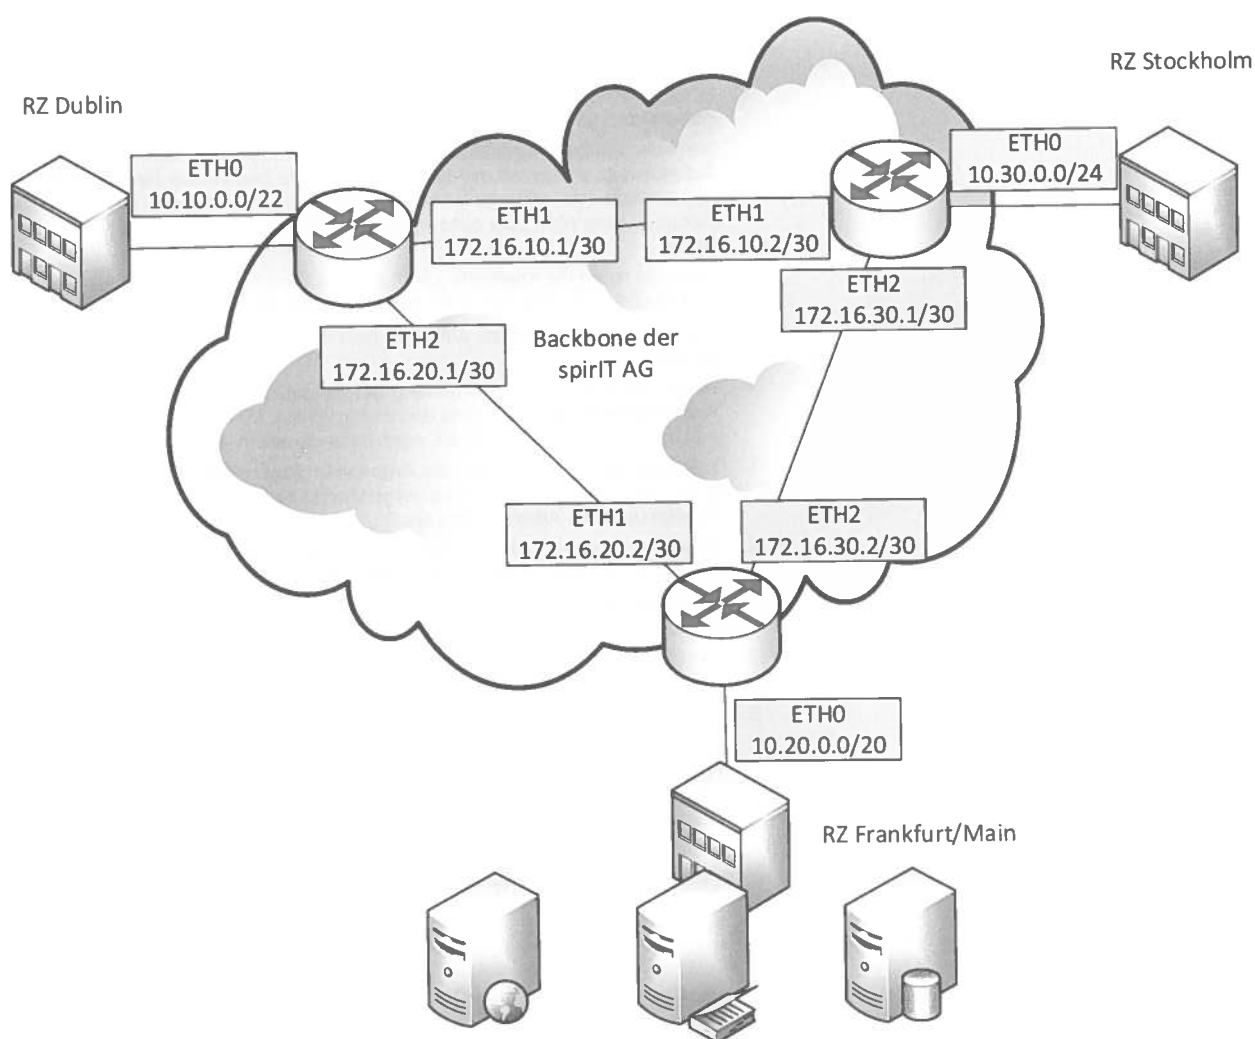 RZ Stockholm
RZ Dublin
ETH0
10.10.0.0/22
ETH0
10.30.0.0/24
ETH1
172.16.10.1/30
ETH1
172.16.10.2/30
ETH2
172.16.30.1/30
ETH2
172.16.20.1/30
Backbone der
spirIT AG
ETH1
172.16.20.2/30
ETH2
172.16.30.2/30
ETH0
10.20.0.0/20
RZ Frankfurt/Main